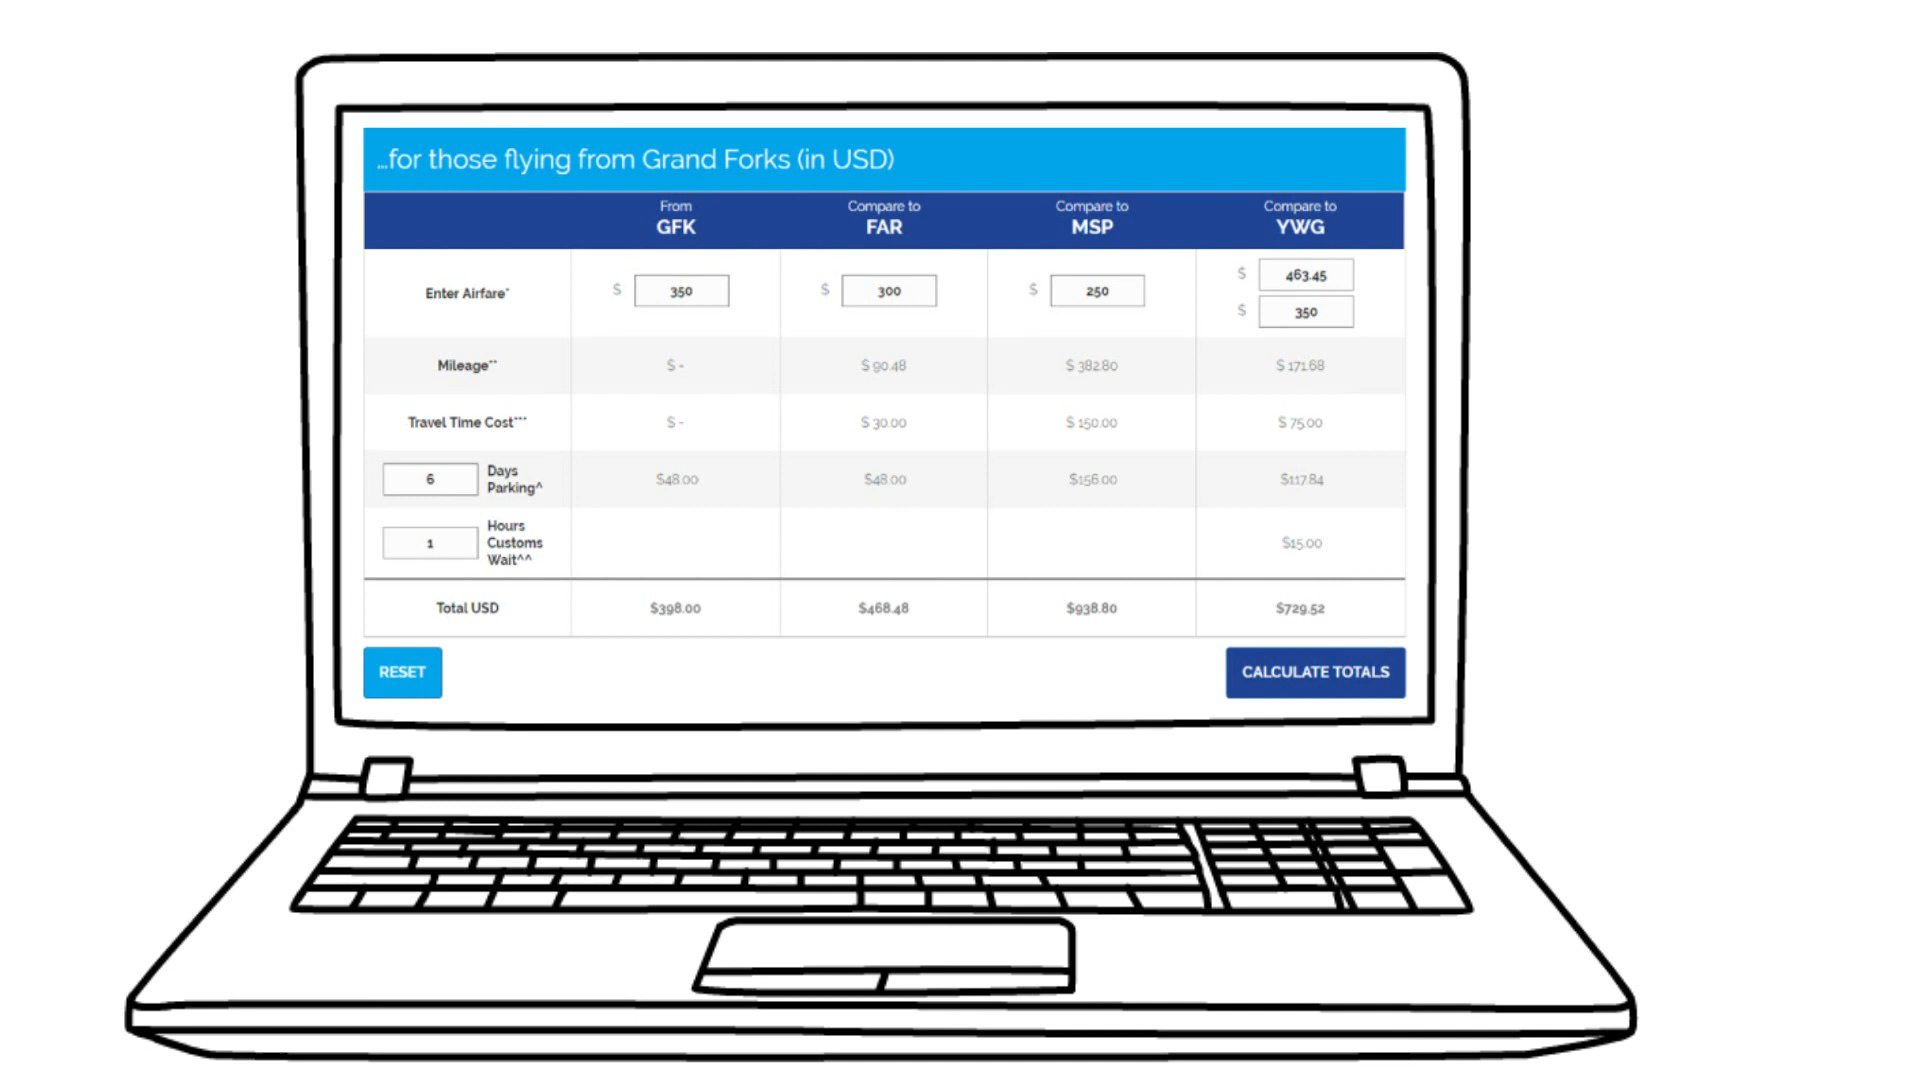 ...for those flying from Grand Forks (in USD)
From Compare to Compare to Compare to
GFK FAR MSP YWG
$ 463.45
Enter Airfare* $ 350 $ 300 $ 250
$ 350
Mileage** $ - $ 90.48 $ 382.80 $ 171.68
Travel Time Cost*** $ - $ 30.00 $ 150.00 $ 75.00
6 Days Parking^ $48.00 $48.00 $156.00 $117.84
1 Hours Customs Wait^^ $15.00
Total USD $398.00 $468.48 $938.80 $729.52
RESET CALCULATE TOTALS